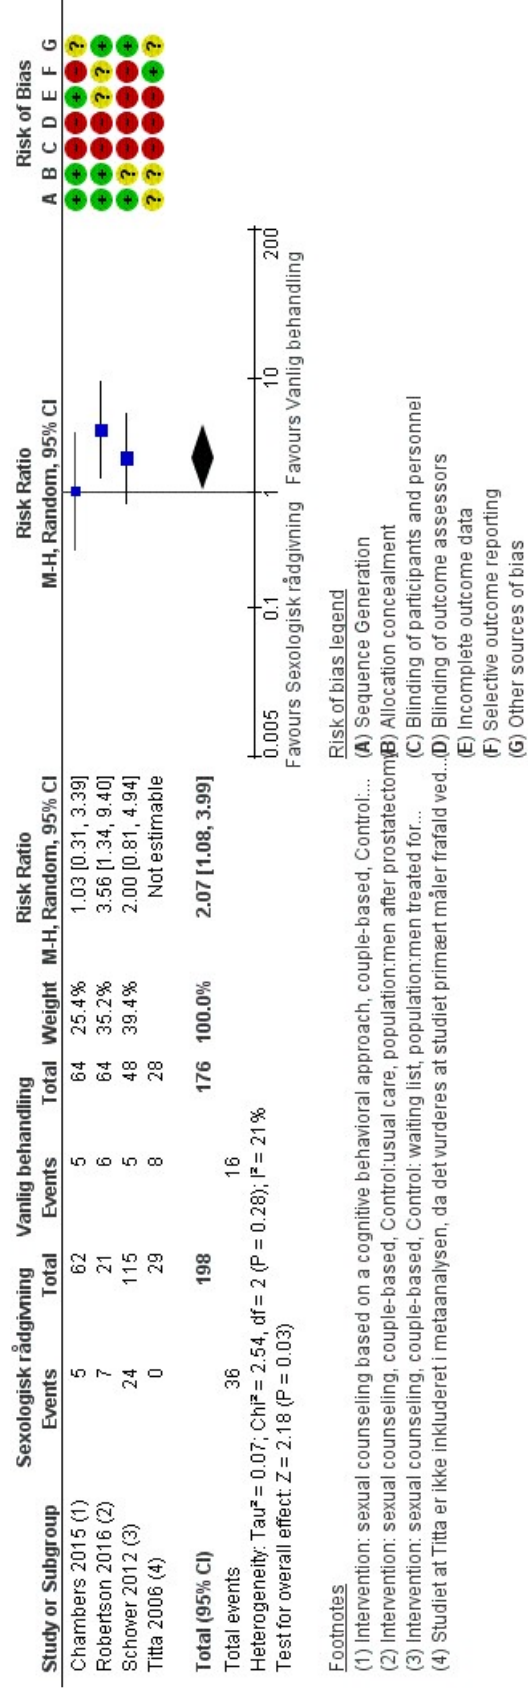 Sexologisk rådgivning Vanlig behandling Risk Ratio Risk Ratio Risk of Bias
Study or Subgroup Events Total Events Total Weight M-H, Random, 95% CI M-H, Random, 95% CI A B C D E F G
Chambers 2015 (1) 5 62 5 64 25.4% 1.03 [0.31, 3.39] + + - - + - ?
Robertson 2016 (2) 7 21 6 64 35.2% 3.56 [1.34, 9.40] + + - - ? ? +
Schover 2012 (3) 24 115 5 48 39.4% 2.00 [0.81, 4.94] + ? - - - - +
Titta 2006 (4) 0 29 8 28 Not estimable ? ? - - - + ?
Total (95% CI) 198 176 100.0% 2.07 [1.08, 3.99]
Total events 36 16
Heterogeneity: Tau² = 0.07; Chi² = 2.54, df = 2 (P = 0.28); I² = 21%
Test for overall effect: Z = 2.18 (P = 0.03)
0.005 0.1 1 10 200
Favours Sexologisk rådgivning Favours Vanlig behandling
Footnotes
(1) Intervention: sexual counseling based on a cognitive behavioral approach, couple-based, Control:...
(2) Intervention: sexual counseling, couple-based, Control:usual care, population:men after prostatectomy
(3) Intervention: sexual counseling, couple-based, Control: waiting list, population:men treated for...
(4) Studiet at Titta er ikke inkluderet i metaanalysen, da det vurderes at studiet primært måler frafald ved...
Risk of bias legend
(A) Sequence Generation
(B) Allocation concealment
(C) Blinding of participants and personnel
(D) Blinding of outcome assessors
(E) Incomplete outcome data
(F) Selective outcome reporting
(G) Other sources of bias